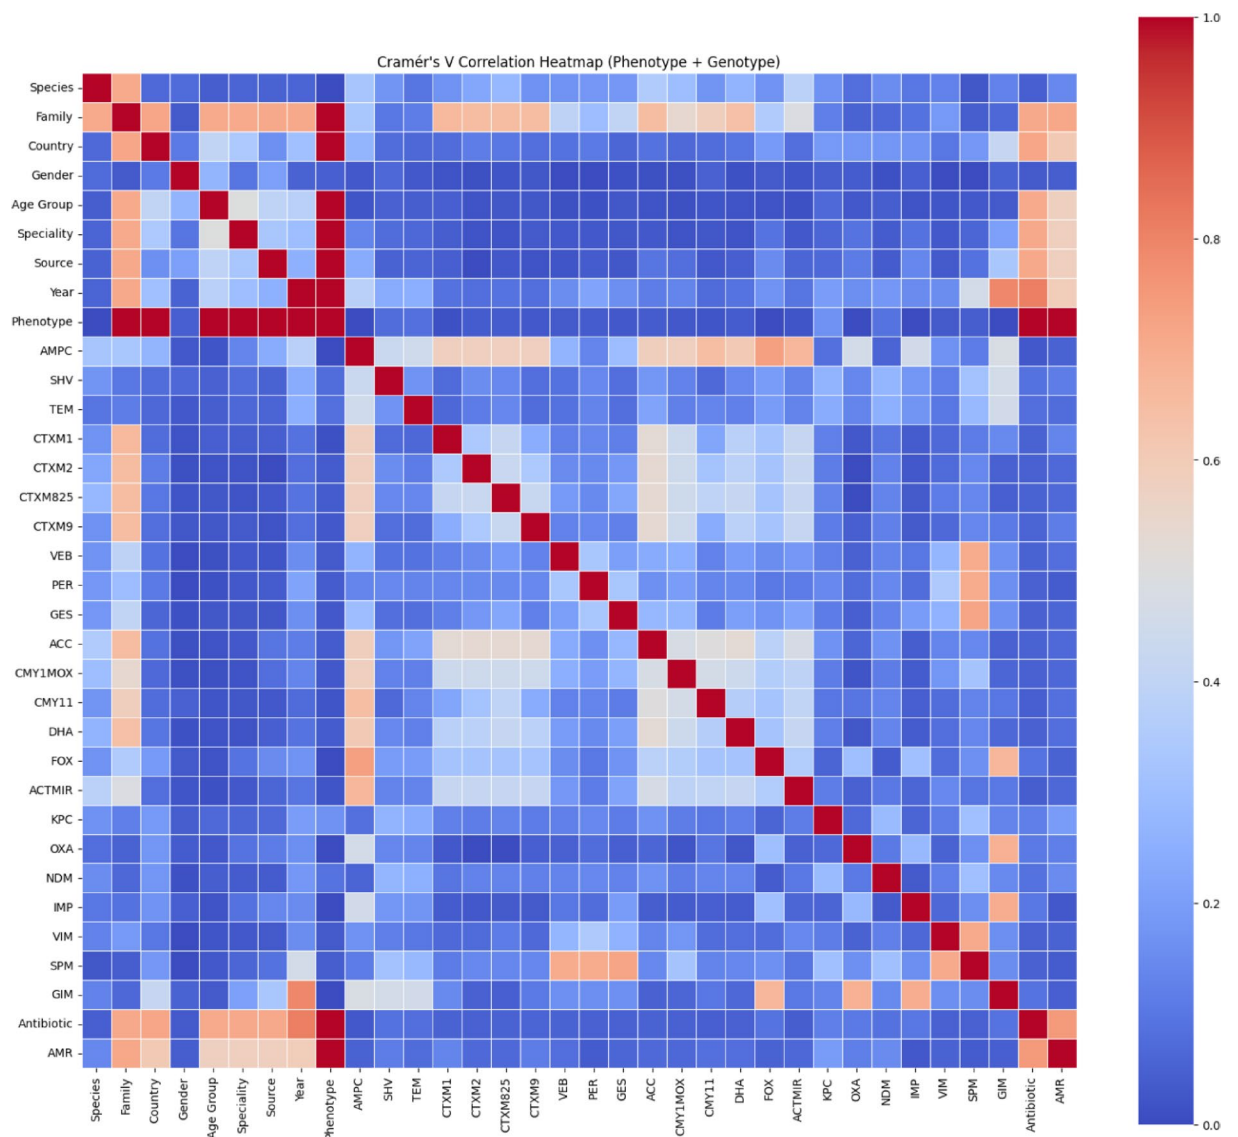 Cramér's V Correlation Heatmap (Phenotype + Genotype)
Species
Family
Country
Gender
Age Group
Speciality
Source
Year
Phenotype
AMPC
SHV
TEM
CTXM1
CTXM2
CTXM825
CTXM9
VEB
PER
GES
ACC
CMY1MOX
CMY11
DHA
FOX
ACTMIR
KPC
OXA
NDM
IMP
VIM
SPM
GIM
Antibiotic
AMR
Species
Family
Country
Gender
Age Group
Speciality
Source
Year
Phenotype
AMPC
SHV
TEM
CTXM1
CTXM2
CTXM825
CTXM9
VEB
PER
GES
ACC
CMY1MOX
CMY11
DHA
FOX
ACTMIR
KPC
OXA
NDM
IMP
VIM
SPM
GIM
Antibiotic
AMR
1.0
0.8
0.6
0.4
0.2
0.0